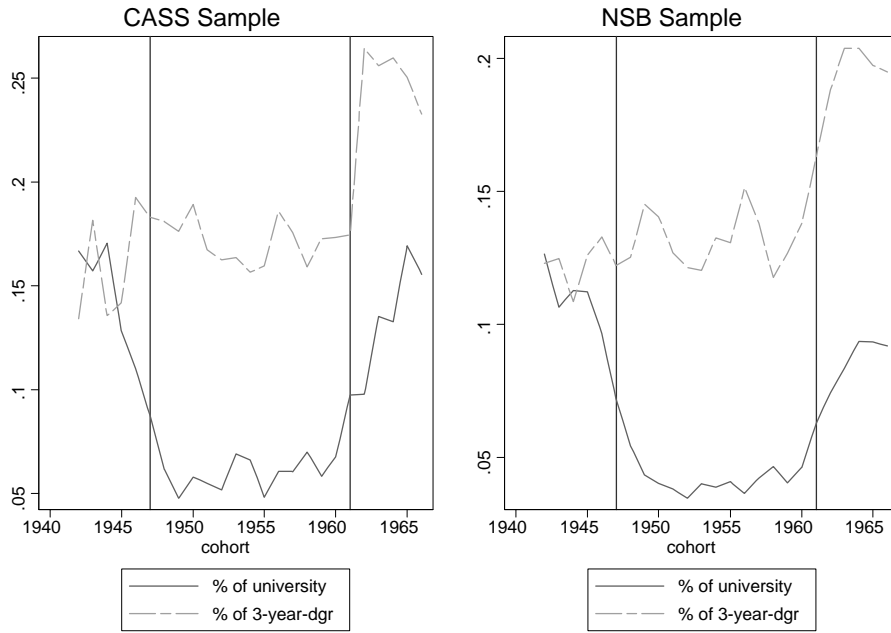 CASS Sample
.25
.2
.15
.1
.05
1940 1945 1950 1955 1960 1965
cohort
% of university
% of 3-year-dgr
NSB Sample
.2
.15
.1
.05
1940 1945 1950 1955 1960 1965
cohort
% of university
% of 3-year-dgr